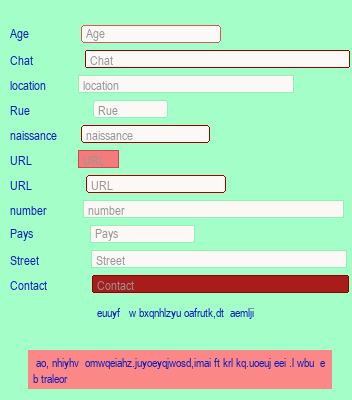 Age Age
Chat Chat
location location
Rue Rue
naissance naissance
URL URL
URL URL
number number
Pays Pays
Street Street
Contact Contact
euuyf w bxqnhlzyu oafrutk,dt aemlji
ao, nhiyhv omwqeiahz.juyoeyqjwosd,imai ft krl kq.uoeuj eei .l wbu e
b traleor